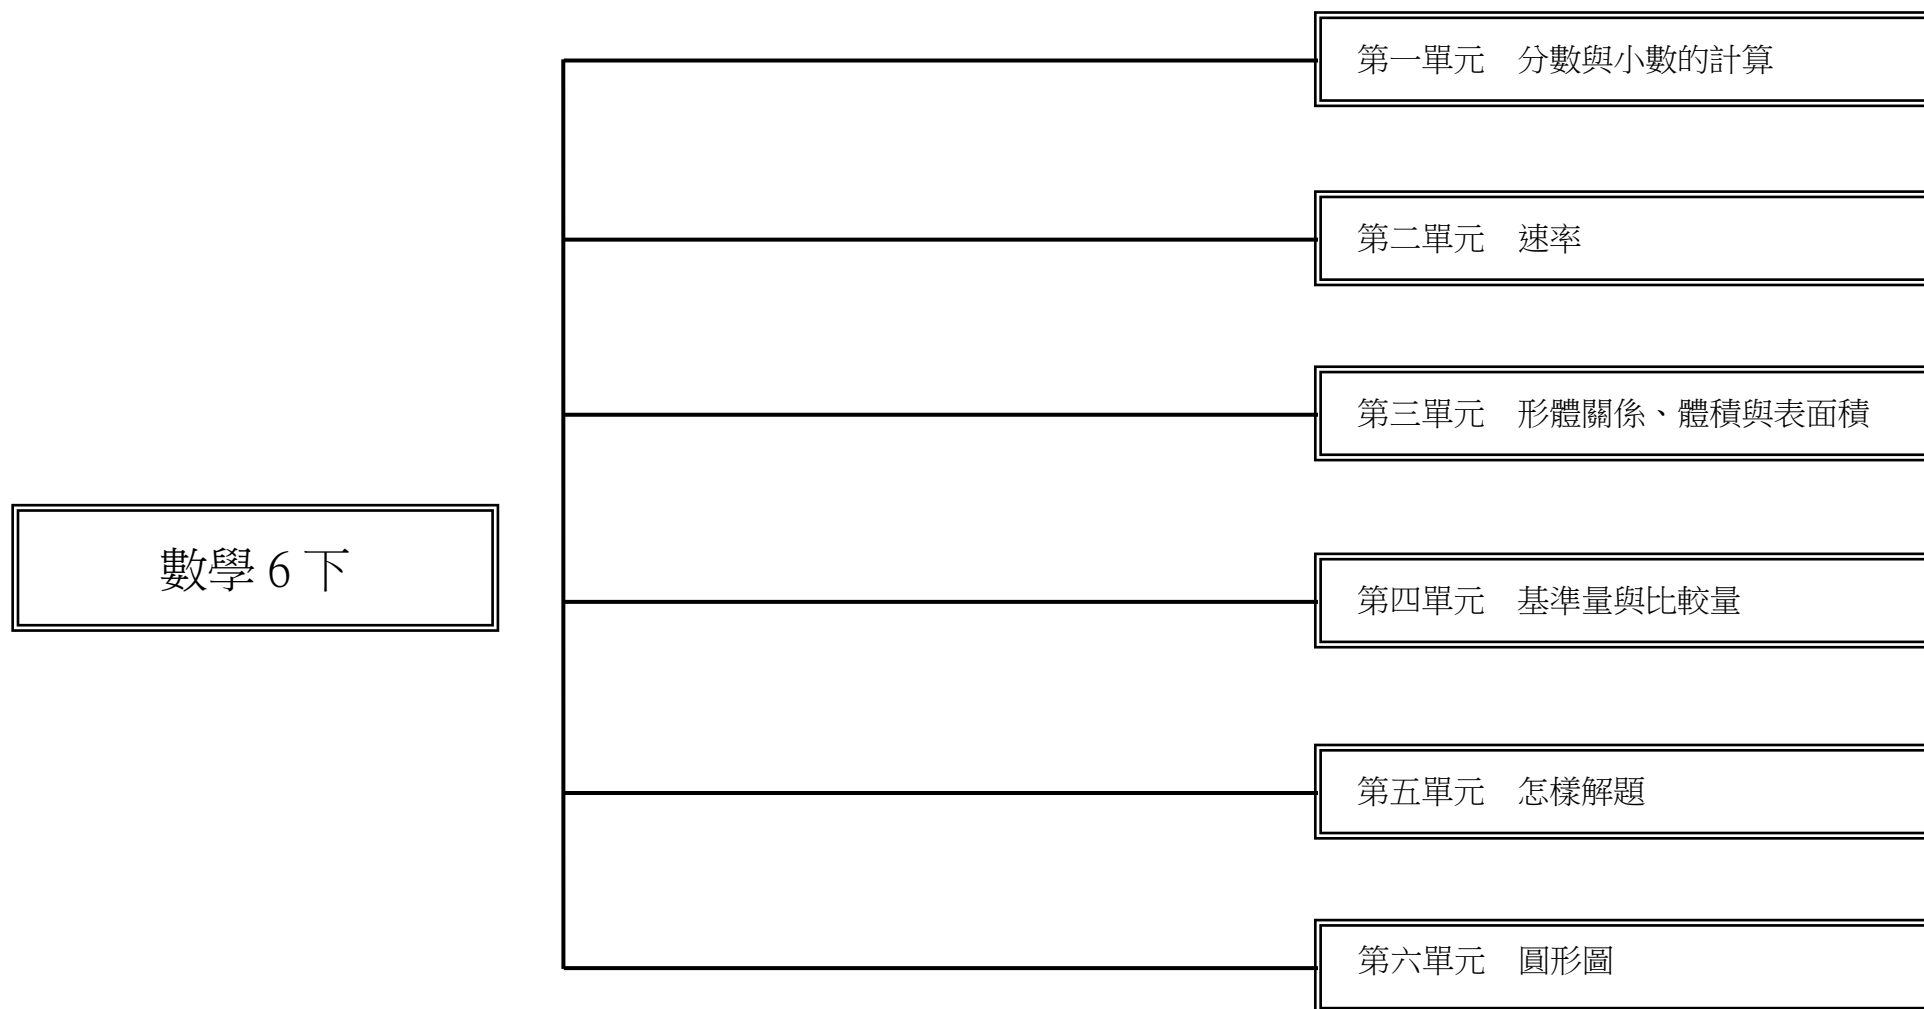 第一單元　分數與小數的計算
第二單元　速率
第三單元　形體關係、體積與表面積
數學 6 下
第四單元　基準量與比較量
第五單元　怎樣解題
第六單元　圓形圖